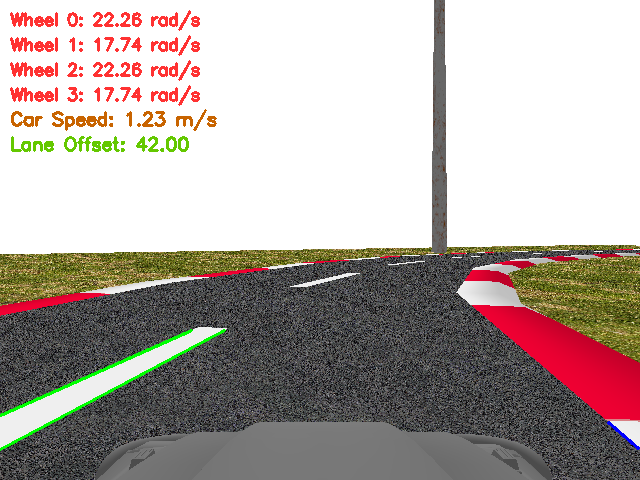 Wheel 0: 22.26 rad/s
Wheel 1: 17.74 rad/s
Wheel 2: 22.26 rad/s
Wheel 3: 17.74 rad/s
Car Speed: 1.23 m/s
Lane Offset: 42.00